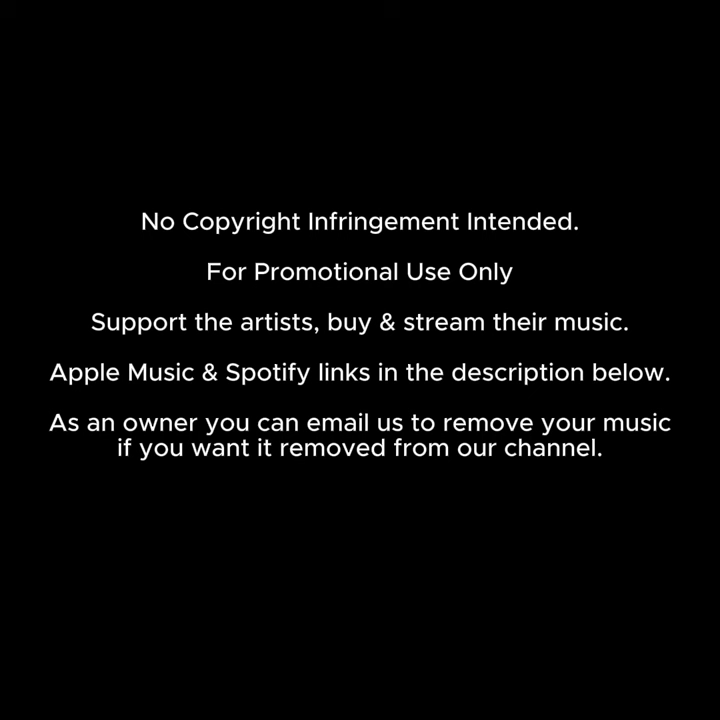 No Copyright Infringement Intended.
For Promotional Use Only
Support the artists, buy & stream their music.
Apple Music & Spotify links in the description below.
As an owner you can email us to remove your music
if you want it removed from our channel.